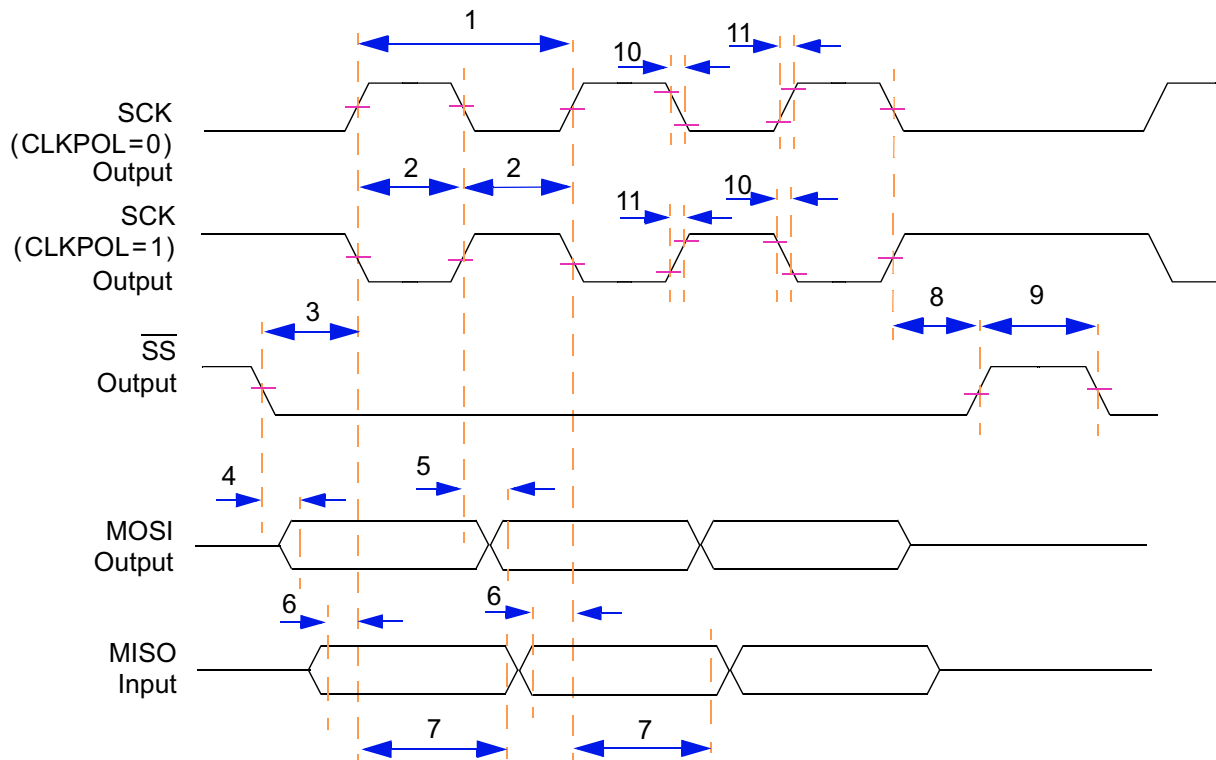 1
10
11
SCK
(CLKPOL=0)
Output
2
2
SCK
(CLKPOL=1)
Output
11
10
3
8
9
SS
Output
4
5
MOSI
Output
6
6
MISO
Input
7
7